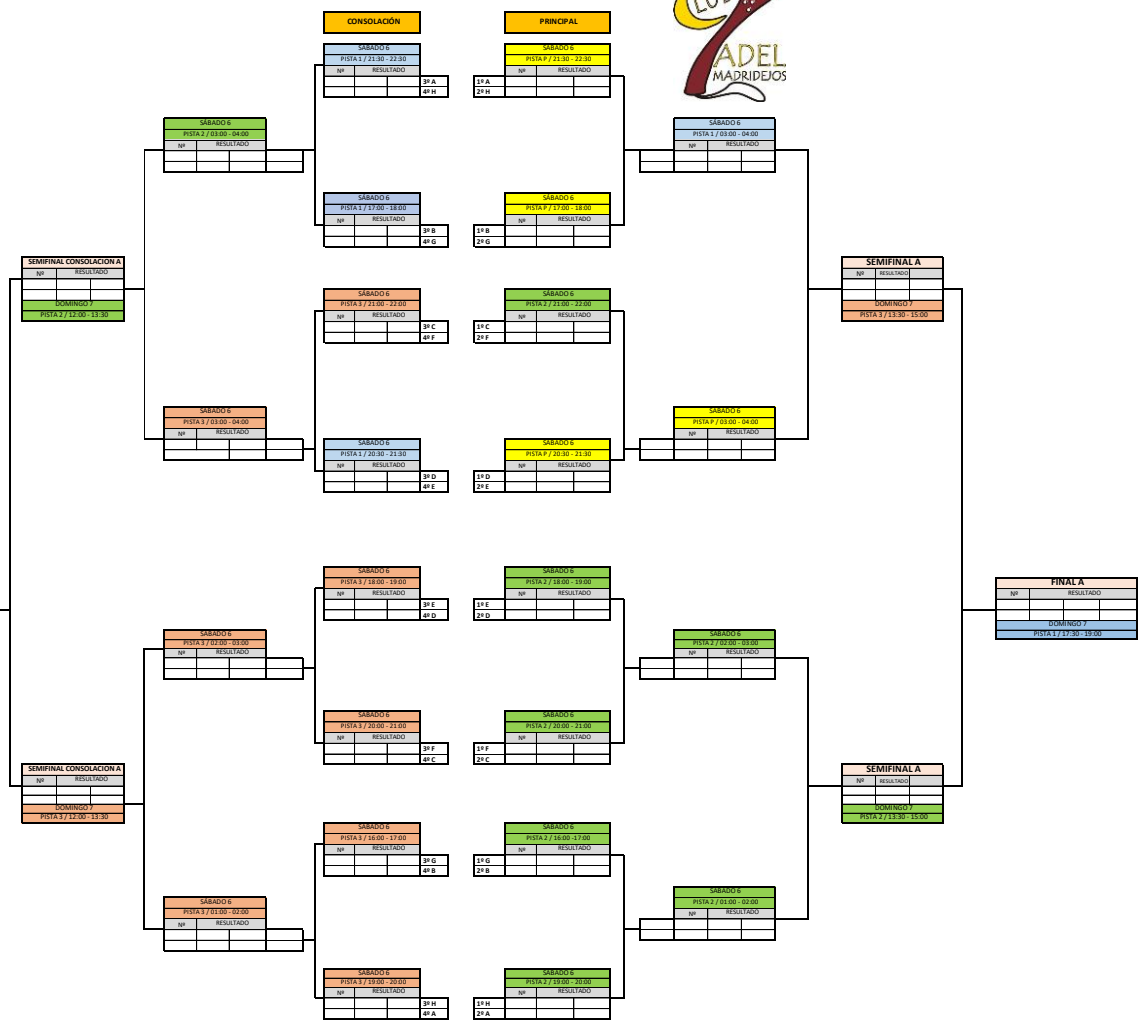 CONSOLACIÓN
PRINCIPAL
PADEL
MADRIDEJOS
SÁBADO 6
PISTA 1 / 21:30 - 22:30
Nº RESULTADO
3º A
4º H
SÁBADO 6
PISTA P / 21:30 - 22:30
Nº RESULTADO
1º A
2º H
SÁBADO 6
PISTA 2 / 03:00 - 04:00
Nº RESULTADO
SÁBADO 6
PISTA 1 / 03:00 - 04:00
Nº RESULTADO
SÁBADO 6
PISTA 1 / 17:00 - 18:00
Nº RESULTADO
3º B
4º G
SÁBADO 6
PISTA P / 17:00 - 18:00
Nº RESULTADO
1º B
2º G
SEMIFINAL CONSOLACION A
Nº RESULTADO
DOMINGO 7
PISTA 2 / 12:00 - 13:30
SÁBADO 6
PISTA 3 / 21:00 - 22:00
Nº RESULTADO
3º C
4º F
SÁBADO 6
PISTA 2 / 21:00 - 22:00
Nº RESULTADO
1º C
2º F
SEMIFINAL A
Nº RESULTADO
DOMINGO 7
PISTA 3 / 13:30 - 15:00
SÁBADO 6
PISTA 3 / 03:00 - 04:00
Nº RESULTADO
SÁBADO 6
PISTA P / 03:00 - 04:00
Nº RESULTADO
SÁBADO 6
PISTA 1 / 20:30 - 21:30
Nº RESULTADO
3º D
4º E
SÁBADO 6
PISTA P / 20:30 - 21:30
Nº RESULTADO
1º D
2º E
SÁBADO 6
PISTA 3 / 18:00 - 19:00
Nº RESULTADO
3º E
4º D
SÁBADO 6
PISTA 2 / 18:00 - 19:00
Nº RESULTADO
1º E
2º D
FINAL A
Nº RESULTADO
DOMINGO 7
PISTA 1 / 17:30 - 19:00
SÁBADO 6
PISTA 3 / 02:00 - 03:00
Nº RESULTADO
SÁBADO 6
PISTA 2 / 02:00 - 03:00
Nº RESULTADO
SÁBADO 6
PISTA 3 / 20:00 - 21:00
Nº RESULTADO
3º F
4º C
SÁBADO 6
PISTA 2 / 20:00 - 21:00
Nº RESULTADO
1º F
2º C
SEMIFINAL CONSOLACION A
Nº RESULTADO
DOMINGO 7
PISTA 3 / 12:00 - 13:30
SEMIFINAL A
Nº RESULTADO
DOMINGO 7
PISTA 2 / 13:30 - 15:00
SÁBADO 6
PISTA 3 / 16:00 - 17:00
Nº RESULTADO
3º G
4º B
SÁBADO 6
PISTA 2 / 16:00 -17:00
Nº RESULTADO
1º G
2º B
SÁBADO 6
PISTA 3 / 01:00 - 02:00
Nº RESULTADO
SÁBADO 6
PISTA 2 / 01:00 - 02:00
Nº RESULTADO
SÁBADO 6
PISTA 3 / 19:00 - 20:00
Nº RESULTADO
3º H
4º A
SÁBADO 6
PISTA 2 / 19:00 - 20:00
Nº RESULTADO
1º H
2º A